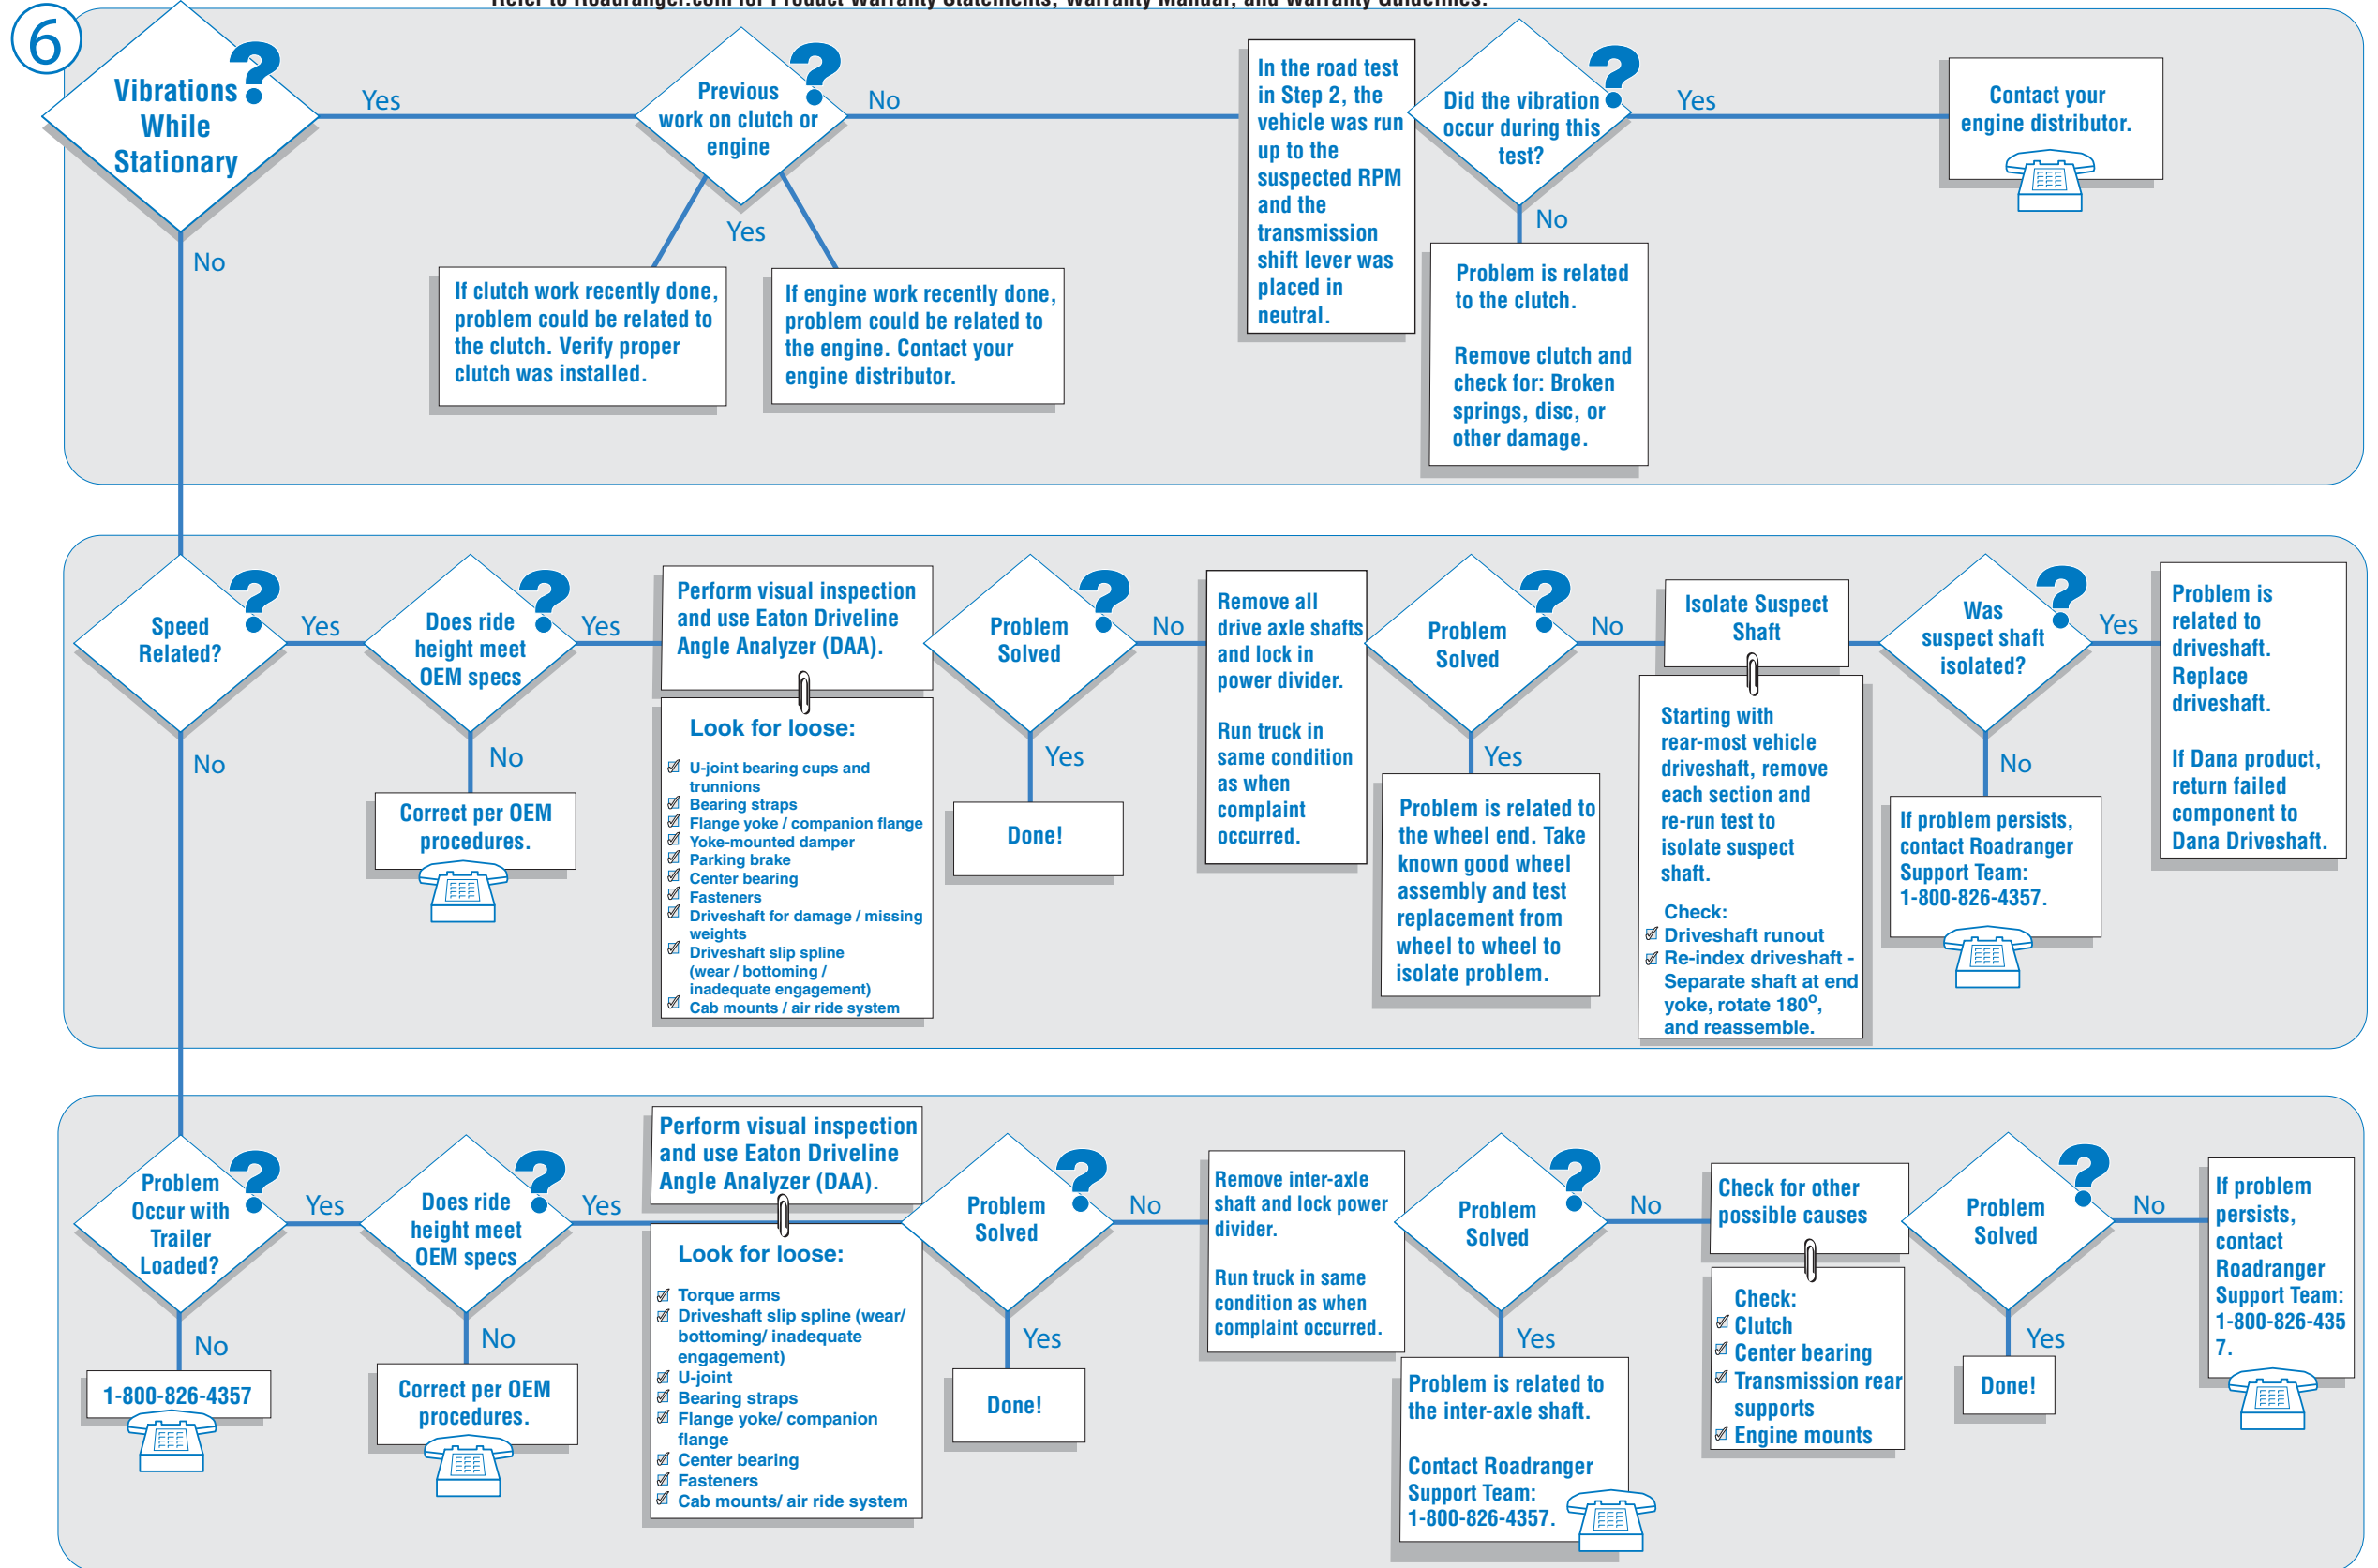 Refer to Roadranger.com for Product Warranty Statements, Warranty Manual, and Warranty Guidelines.
6
Vibrations
While
Stationary
Yes
No
Previous
work on clutch or
engine
No
Yes
If clutch work recently done,
problem could be related to
the clutch. Verify proper
clutch was installed.
If engine work recently done,
problem could be related to
the engine. Contact your
engine distributor.
In the road test
in Step 2, the
vehicle was run
up to the
suspected RPM
and the
transmission
shift lever was
placed in
neutral.
?
Did the vibration
occur during this
test?
Yes
No
Problem is related
to the clutch.
Remove clutch and
check for: Broken
springs, disc, or
other damage.
Contact your
engine distributor.
?
Speed
Related?
Yes
No
?
Does ride
height meet
OEM specs
Yes
No
Correct per OEM
procedures.
Perform visual inspection
and use Eaton Driveline
Angle Analyzer (DAA).
Look for loose:
U-joint bearing cups and
trunnions
Bearing straps
Flange yoke / companion flange
Yoke-mounted damper
Parking brake
Center bearing
Fasteners
Driveshaft for damage / missing
weights
Driveshaft slip spline
(wear / bottoming /
inadequate engagement)
Cab mounts / air ride system
?
Problem
Solved
No
Yes
Done!
Remove all
drive axle shafts
and lock in
power divider.
Run truck in
same condition
as when
complaint
occurred.
?
Problem
Solved
No
Yes
Problem is related to
the wheel end. Take
known good wheel
assembly and test
replacement from
wheel to wheel to
isolate problem.
Isolate Suspect
Shaft
Starting with
rear-most vehicle
driveshaft, remove
each section and
re-run test to
isolate suspect
shaft.
Check:
Driveshaft runout
Re-index driveshaft -
Separate shaft at end
yoke, rotate 180º,
and reassemble.
?
Was
suspect shaft
isolated?
Yes
No
If problem persists,
contact Roadranger
Support Team:
1-800-826-4357.
Problem is
related to
driveshaft.
Replace
driveshaft.
If Dana product,
return failed
component to
Dana Driveshaft.
?
Problem
Occur with
Trailer
Loaded?
Yes
No
1-800-826-4357
?
Does ride
height meet
OEM specs
Yes
No
Correct per OEM
procedures.
Perform visual inspection
and use Eaton Driveline
Angle Analyzer (DAA).
Look for loose:
Torque arms
Driveshaft slip spline (wear/
bottoming/ inadequate
engagement)
U-joint
Bearing straps
Flange yoke/ companion
flange
Center bearing
Fasteners
Cab mounts/ air ride system
?
Problem
Solved
No
Yes
Done!
Remove inter-axle
shaft and lock power
divider.
Run truck in same
condition as when
complaint occurred.
?
Problem
Solved
No
Yes
Problem is related to
the inter-axle shaft.
Contact Roadranger
Support Team:
1-800-826-4357.
Check for other
possible causes
Check:
Clutch
Center bearing
Transmission rear
supports
Engine mounts
?
Problem
Solved
No
Yes
Done!
If problem
persists,
contact
Roadranger
Support Team:
1-800-826-435
7.